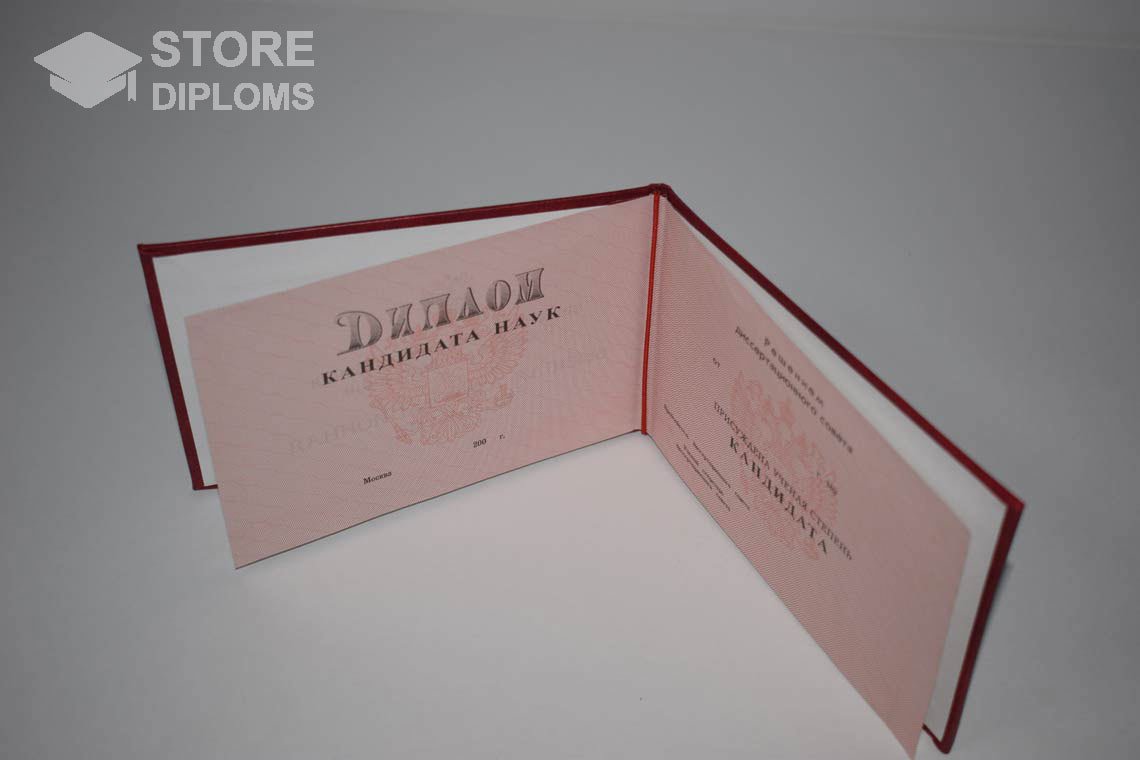 STORE
DIPLOMS
ДИПЛОМ
КАНДИДАТА НАУК
200 г.
Москва
Решением
диссертационного совета
от
ПРИСУЖДЕНА УЧЕНАЯ СТЕПЕНЬ
КАНДИДАТА